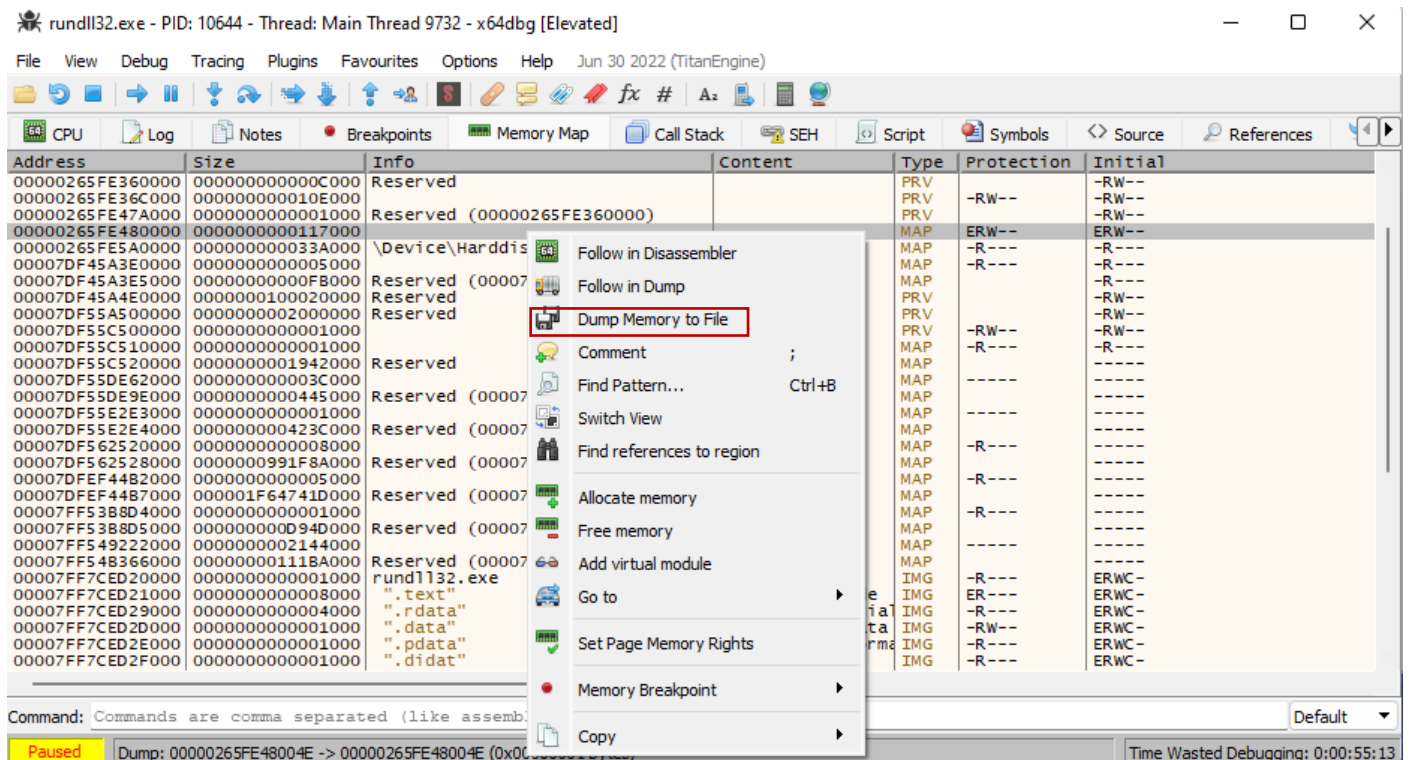 rundll32.exe - PID: 10644 - Thread: Main Thread 9732 - x64dbg [Elevated]
File View Debug Tracing Plugins Favourites Options Help Jun 30 2022 (TitanEngine)
CPU Log Notes Breakpoints Memory Map Call Stack SEH Script Symbols Source References
Address Size Info Content Type Protection Initial
00000265FE360000 000000000000C000 Reserved PRV -RW--
00000265FE36C000 000000000010E000 PRV -RW-- -RW--
00000265FE47A000 0000000000001000 Reserved (00000265FE360000) PRV -RW--
00000265FE480000 0000000000117000 MAP ERW-- ERW--
00000265FE5A0000 000000000033A000 \Device\Harddis MAP -R--- -R---
00007DF45A3E0000 0000000000005000 MAP -R--- -R---
00007DF45A3E5000 00000000000FB000 Reserved (00007 MAP -R---
00007DF45A4E0000 0000000100020000 Reserved PRV -RW--
00007DF55A500000 0000000002000000 Reserved PRV -RW--
00007DF55C500000 0000000000001000 PRV -RW-- -RW--
00007DF55C510000 0000000000001000 MAP -R--- -R---
00007DF55C520000 0000000001942000 Reserved MAP -----
00007DF55DE62000 000000000003C000 MAP ----- -----
00007DF55DE9E000 0000000000445000 Reserved (00007 MAP -----
00007DF55E2E3000 0000000000001000 MAP ----- -----
00007DF55E2E4000 000000000423C000 Reserved (00007 MAP -----
00007DF562520000 0000000000008000 MAP -R--- -----
00007DF562528000 0000000991F8A000 Reserved (00007 MAP -----
00007DFEF44B2000 0000000000005000 MAP -R--- -----
00007DFEF44B7000 000001F64741D000 Reserved (00007 MAP -----
00007FF53B8D4000 0000000000001000 MAP -R--- -----
00007FF53B8D5000 000000000D94D000 Reserved (00007 MAP -----
00007FF549222000 0000000002144000 MAP ----- -----
00007FF54B366000 00000000111BA000 Reserved (00007 MAP -----
00007FF7CED20000 0000000000001000 rundll32.exe IMG -R--- ERWC-
00007FF7CED21000 0000000000008000 ".text" e IMG ER--- ERWC-
00007FF7CED29000 0000000000004000 ".rdata" ial IMG -R--- ERWC-
00007FF7CED2D000 0000000000001000 ".data" ta IMG -RW-- ERWC-
00007FF7CED2E000 0000000000001000 ".pdata" rma IMG -R--- ERWC-
00007FF7CED2F000 0000000000001000 ".didat" IMG -R--- ERWC-
Follow in Disassembler
Follow in Dump
Dump Memory to File
Comment ;
Find Pattern... Ctrl+B
Switch View
Find references to region
Allocate memory
Free memory
Add virtual module
Go to
Set Page Memory Rights
Memory Breakpoint
Copy
Command: Commands are comma separated (like assemb Default
Paused Dump: 00000265FE48004E -> 00000265FE48004E Time Wasted Debugging: 0:00:55:13